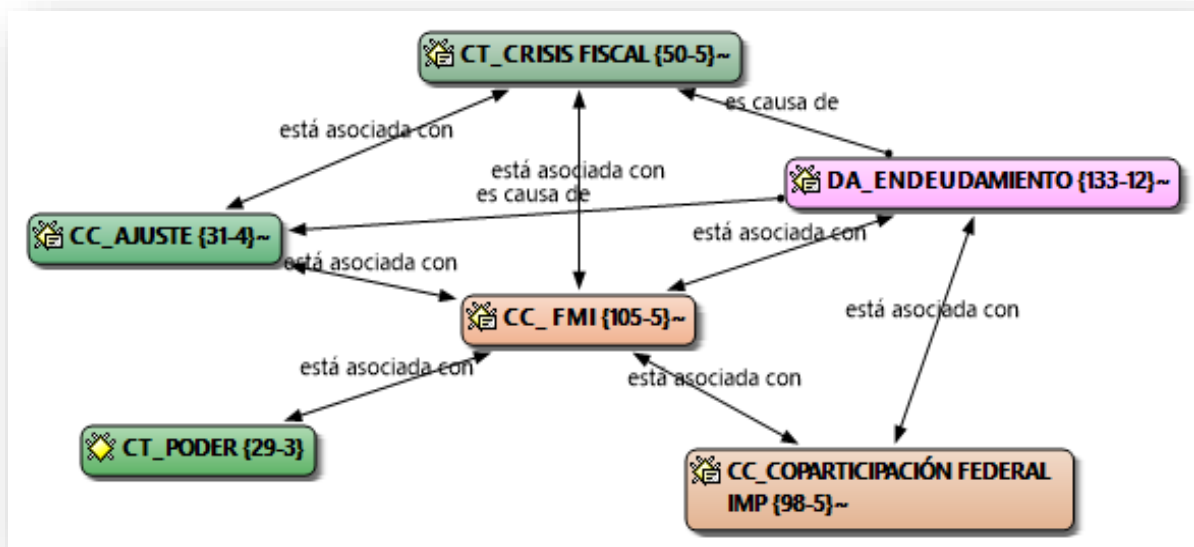 CT_CRISIS FISCAL {50-5}~
es causa de
está asociada con
está asociada con
DA_ENDEUDAMIENTO {133-12}~
es causa de
CC_AJUSTE {31-4}~
está asociada con
está asociada con
CC_ FMI {105-5}~
está asociada con
está asociada con
está asociada con
CT_PODER {29-3}
CC_COPARTICIPACIÓN FEDERAL
IMP {98-5}~